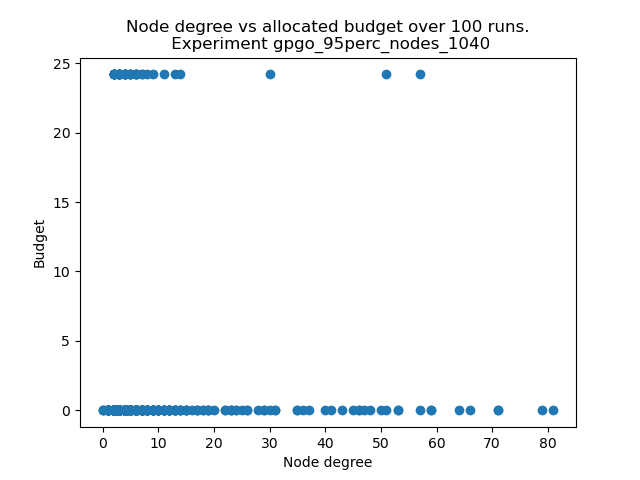 Node degree vs allocated budget over 100 runs.
Experiment gpgo_95perc_nodes_1040
25
20
15
10
5
0
Budget
0 10 20 30 40 50 60 70 80
Node degree